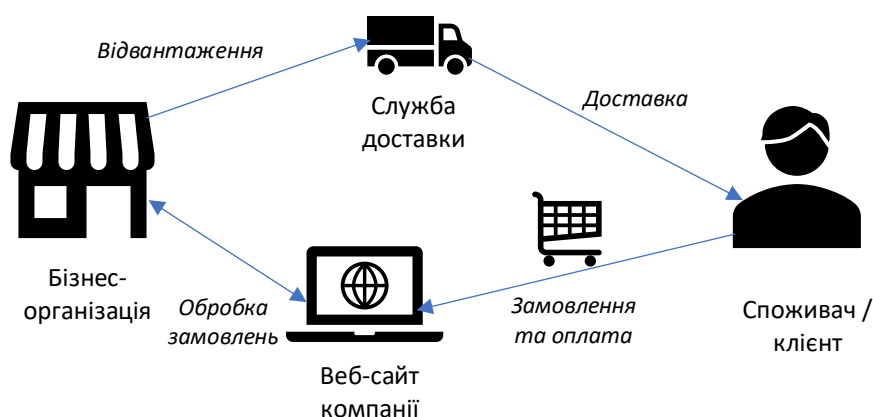 Відвантаження
Служба
доставки
Доставка
Бізнес-
організація
Обробка
замовлень
Замовлення
та оплата
Споживач /
клієнт
Веб-сайт
компанії